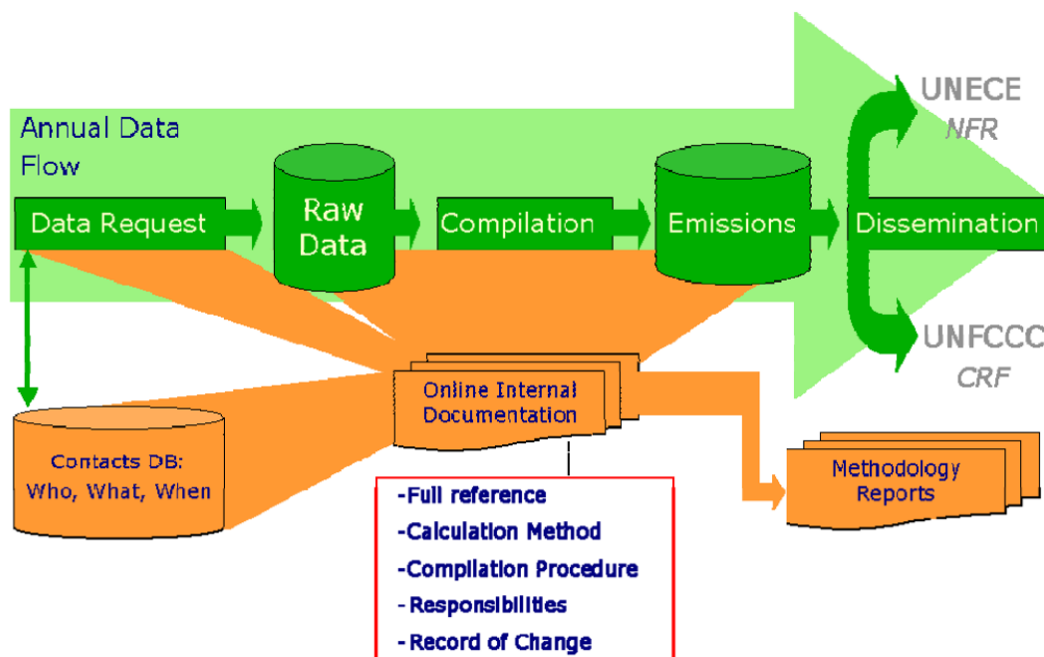 Annual Data
Flow
UNECE
NFR
Data Request
Raw
Data
Compilation
Emissions
Dissemination
UNFCCC
CRF
Online Internal
Documentation
Contacts DB:
Who, What, When
Methodology
Reports
-Full reference
-Calculation Method
-Compilation Procedure
-Responsibilities
-Record of Change